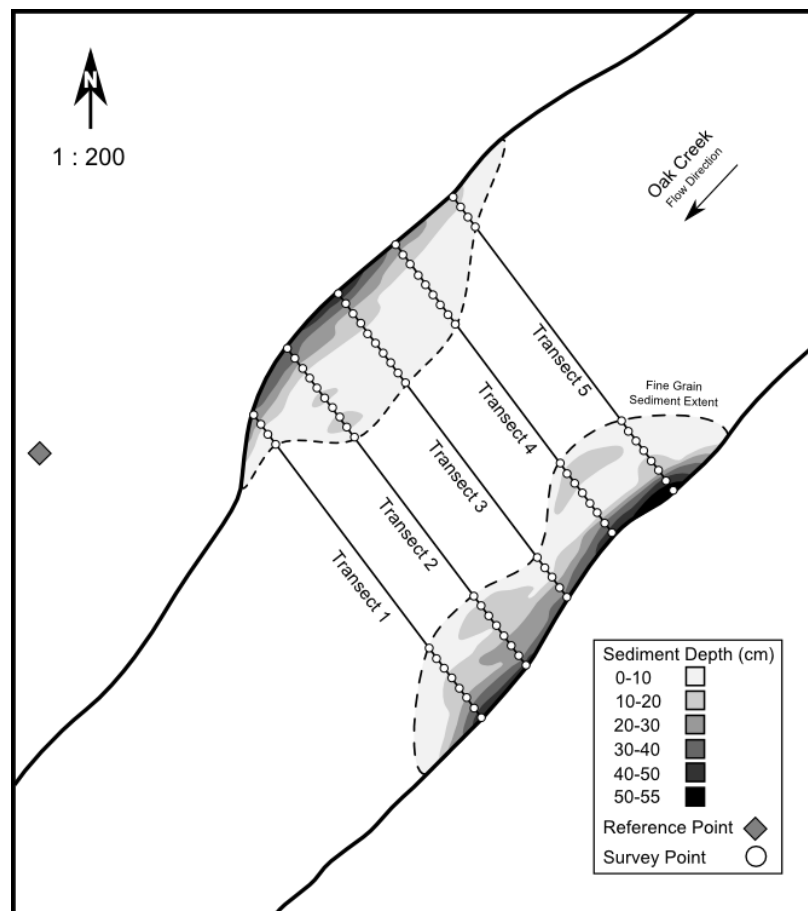 N
1 : 200
Oak Creek
Flow Direction
Transect 5
Fine Grain
Sediment Extent
Transect 4
Transect 3
Transect 2
Transect 1
Sediment Depth (cm)
0-10
10-20
20-30
30-40
40-50
50-55
Reference Point
Survey Point